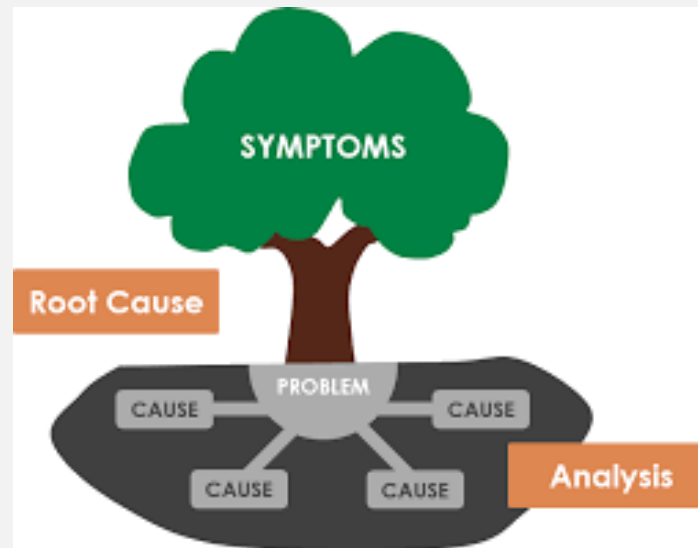 SYMPTOMS
Root Cause
PROBLEM
CAUSE
CAUSE
CAUSE
CAUSE
Analysis